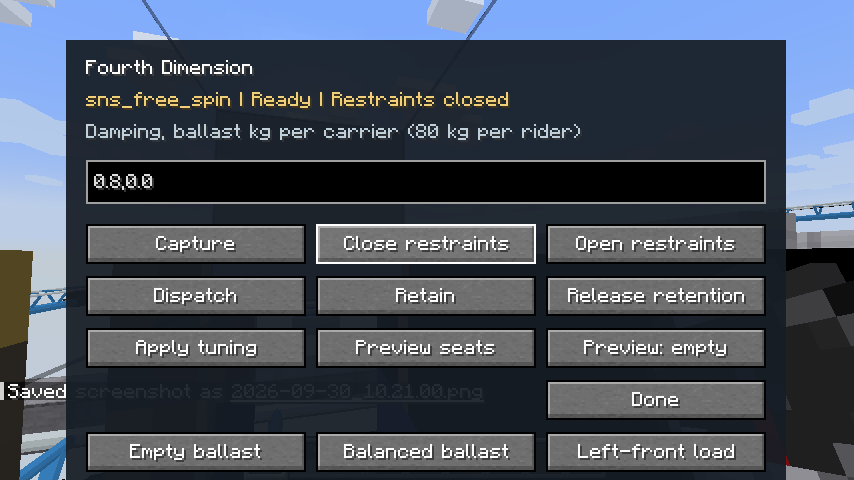 Fourth Dimension
sns_free_spin | Ready | Restraints closed
Damping, ballast kg per carrier (80 kg per rider)
0.8,0.0
Capture Close restraints Open restraints
Dispatch Retain Release retention
Apply tuning Preview seats Preview: empty
Saved screenshot as 2026-09-30_10.21.00.png
Done
Empty ballast Balanced ballast Left-front load